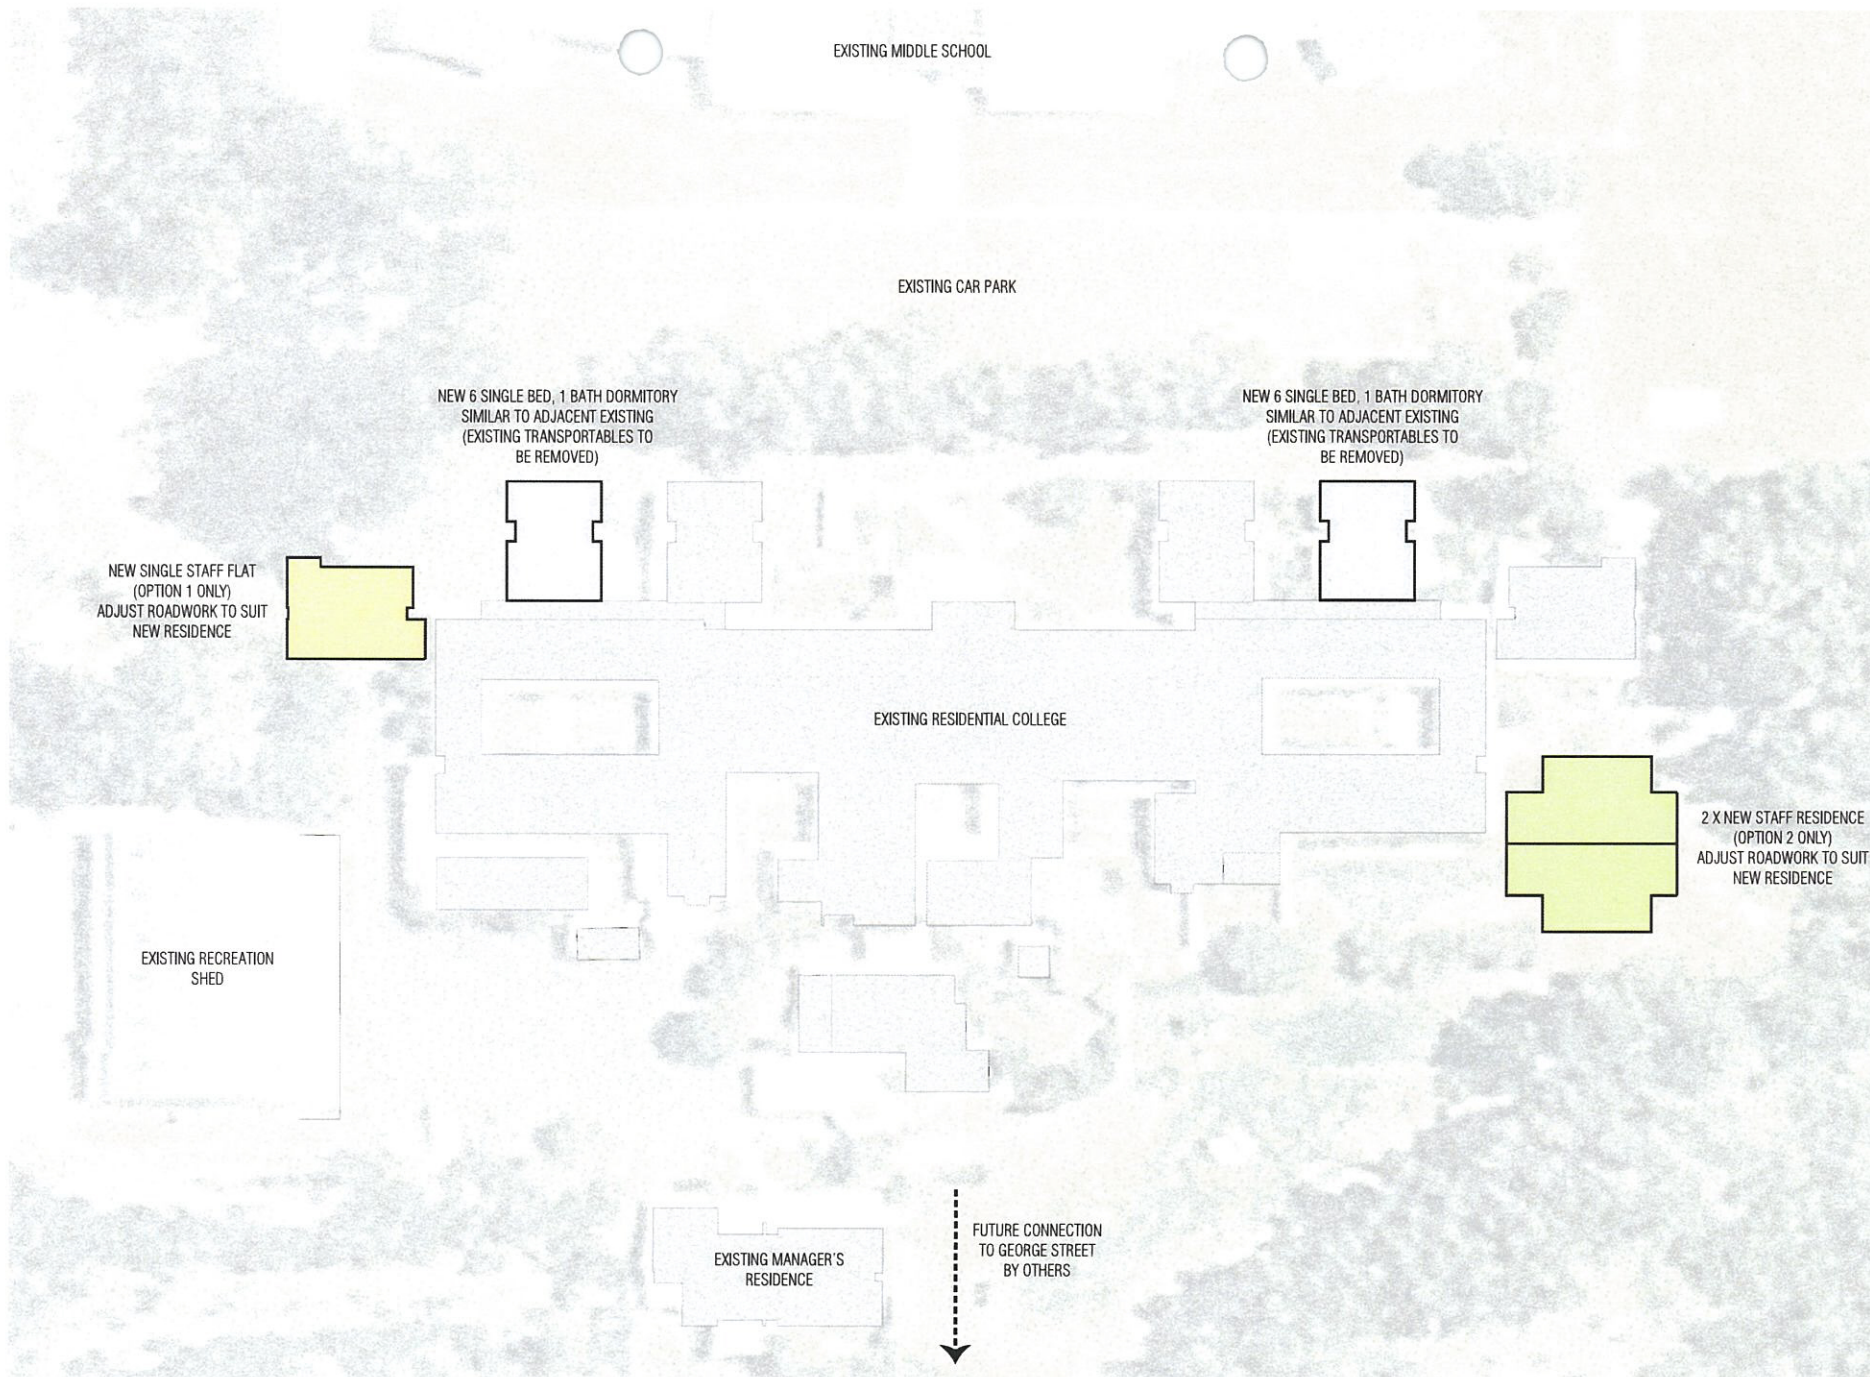 EXISTING MIDDLE SCHOOL
EXISTING CAR PARK
NEW 6 SINGLE BED, 1 BATH DORMITORY
SIMILAR TO ADJACENT EXISTING
(EXISTING TRANSPORTABLES TO
BE REMOVED)
NEW 6 SINGLE BED, 1 BATH DORMITORY
SIMILAR TO ADJACENT EXISTING
(EXISTING TRANSPORTABLES TO
BE REMOVED)
NEW SINGLE STAFF FLAT
(OPTION 1 ONLY)
ADJUST ROADWORK TO SUIT
NEW RESIDENCE
EXISTING RESIDENTIAL COLLEGE
2 X NEW STAFF RESIDENCE
(OPTION 2 ONLY)
ADJUST ROADWORK TO SUIT
NEW RESIDENCE
EXISTING RECREATION
SHED
EXISTING MANAGER'S
RESIDENCE
FUTURE CONNECTION
TO GEORGE STREET
BY OTHERS